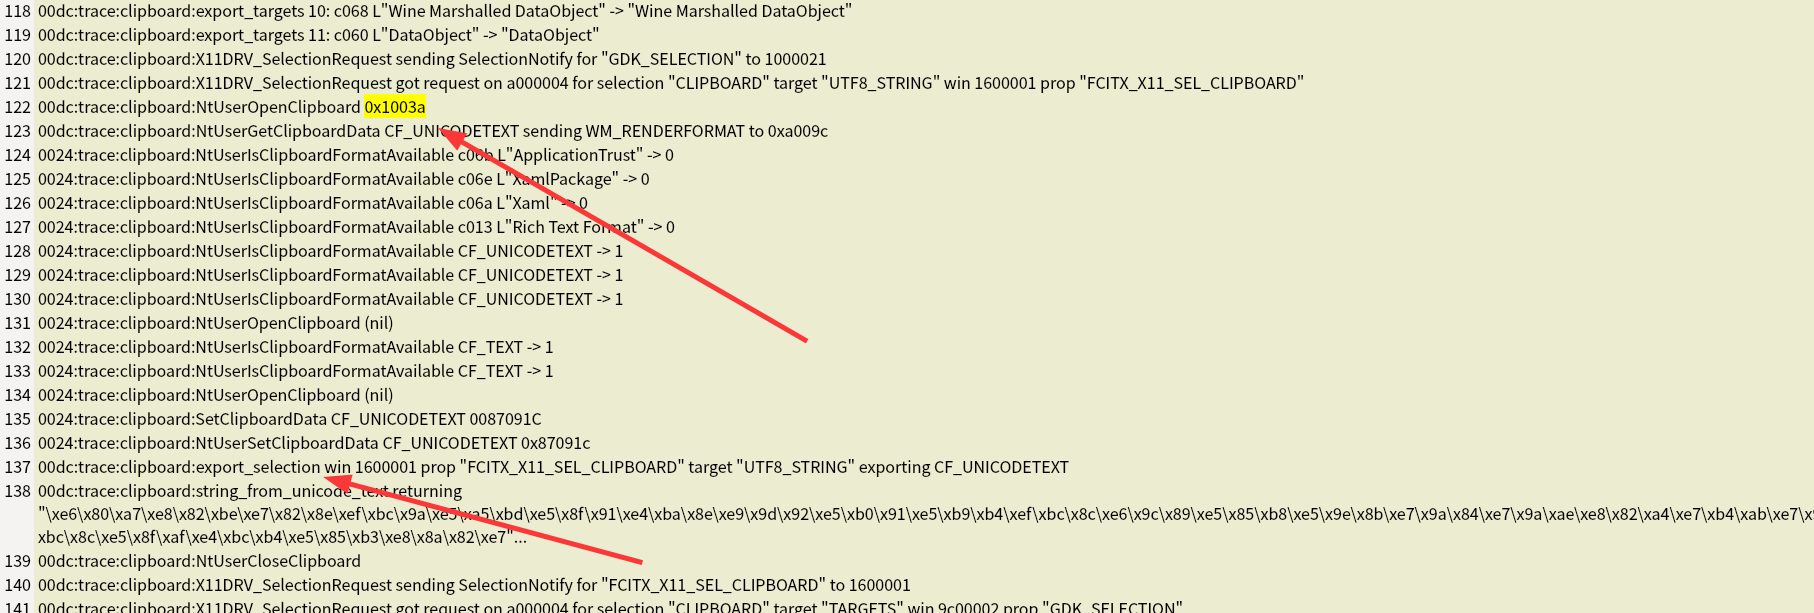 118 00dc:trace:clipboard:export_targets 10: c068 L"Wine Marshalled DataObject" -> "Wine Marshalled DataObject"
119 00dc:trace:clipboard:export_targets 11: c060 L"DataObject" -> "DataObject"
120 00dc:trace:clipboard:X11DRV_SelectionRequest sending SelectionNotify for "GDK_SELECTION" to 1000021
121 00dc:trace:clipboard:X11DRV_SelectionRequest got request on a000004 for selection "CLIPBOARD" target "UTF8_STRING" win 1600001 prop "FCITX_X11_SEL_CLIPBOARD"
122 00dc:trace:clipboard:NtUserOpenClipboard 0x1003a
123 00dc:trace:clipboard:NtUserGetClipboardData CF_UNICODETEXT sending WM_RENDERFORMAT to 0xa009c
124 0024:trace:clipboard:NtUserIsClipboardFormatAvailable c06b L"ApplicationTrust" -> 0
125 0024:trace:clipboard:NtUserIsClipboardFormatAvailable c06e L"XamlPackage" -> 0
126 0024:trace:clipboard:NtUserIsClipboardFormatAvailable c06a L"Xaml" -> 0
127 0024:trace:clipboard:NtUserIsClipboardFormatAvailable c013 L"Rich Text Format" -> 0
128 0024:trace:clipboard:NtUserIsClipboardFormatAvailable CF_UNICODETEXT -> 1
129 0024:trace:clipboard:NtUserIsClipboardFormatAvailable CF_UNICODETEXT -> 1
130 0024:trace:clipboard:NtUserIsClipboardFormatAvailable CF_UNICODETEXT -> 1
131 0024:trace:clipboard:NtUserOpenClipboard (nil)
132 0024:trace:clipboard:NtUserIsClipboardFormatAvailable CF_TEXT -> 1
133 0024:trace:clipboard:NtUserIsClipboardFormatAvailable CF_TEXT -> 1
134 0024:trace:clipboard:NtUserOpenClipboard (nil)
135 0024:trace:clipboard:SetClipboardData CF_UNICODETEXT 0087091C
136 0024:trace:clipboard:NtUserSetClipboardData CF_UNICODETEXT 0x87091c
137 00dc:trace:clipboard:export_selection win 1600001 prop "FCITX_X11_SEL_CLIPBOARD" target "UTF8_STRING" exporting CF_UNICODETEXT
138 00dc:trace:clipboard:string_from_unicode_text returning
"\xe6\x80\xa7\xe8\x82\xbe\xe7\x82\x8e\xef\xbc\x9a\xe5\xa5\xbd\xe5\x8f\x91\xe4\xba\x8e\xe9\x9d\x92\xe5\xb0\x91\xe5\xb9\xb4\xef\xbc\x8c\xe6\x9c\x89\xe5\x85\xb8\xe5\x9e\x8b\xe7\x9a\x84\xe7\x9a\xae\xe8\x82\xa4\xe7\xb4\xab\xe7\x
xbc\x8c\xe5\x8f\xaf\xe4\xbc\xb4\xe5\x85\xb3\xe8\x8a\x82\xe7"...
139 00dc:trace:clipboard:NtUserCloseClipboard
140 00dc:trace:clipboard:X11DRV_SelectionRequest sending SelectionNotify for "FCITX_X11_SEL_CLIPBOARD" to 1600001
141 00dc:trace:clipboard:X11DRV_SelectionRequest got request on a000004 for selection "CLIPBOARD" target "TARGETS" win 9c00002 prop "GDK_SELECTION"